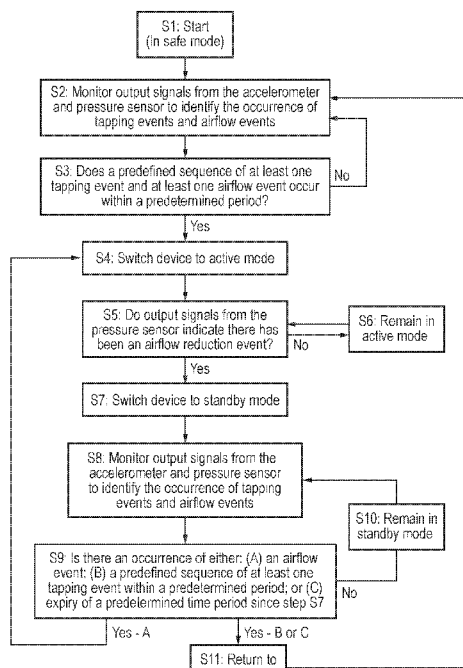 S1: Start
(in safe mode)
S2: Monitor output signals from the accelerometer
and pressure sensor to identify the occurrence of
tapping events and airflow events
S3: Does a predefined sequence of at least one
tapping event and at least one airflow event occur
within a predetermined period?
No
Yes
S4: Switch device to active mode
S5: Do output signals from the
pressure sensor indicate there has
been an airflow reduction event?
No
S6: Remain in
active mode
Yes
S7: Switch device to standby mode
S8: Monitor output signals from the
accelerometer and pressure sensor
to identify the occurrence of tapping
events and airflow events
S10: Remain in
standby mode
S9: Is there an occurrence of either: (A) an airflow
event; (B) a predefined sequence of at least one
tapping event within a predetermined period; or (C)
expiry of a predetermined time period since step S7
No
Yes - A
Yes - B or C
S11: Return to